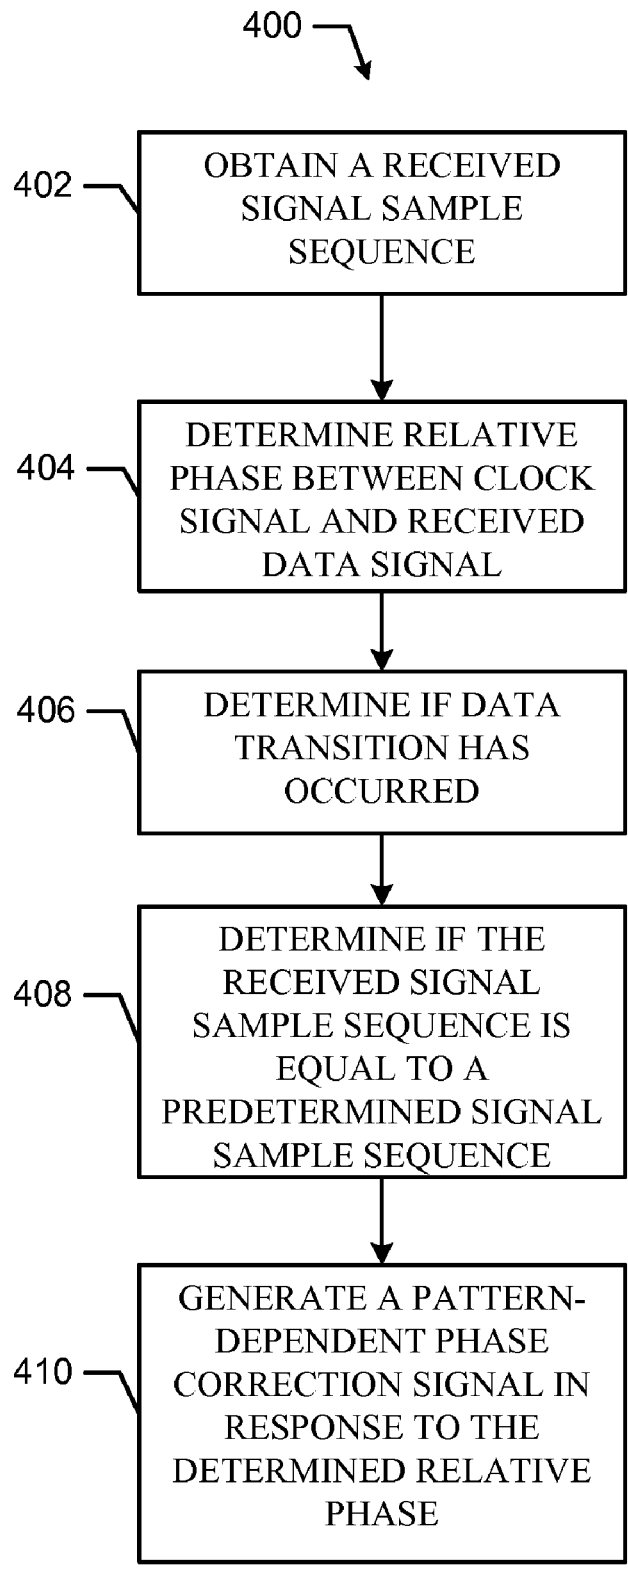 400
402
OBTAIN A RECEIVED
SIGNAL SAMPLE
SEQUENCE
404
DETERMINE RELATIVE
PHASE BETWEEN CLOCK
SIGNAL AND RECEIVED
DATA SIGNAL
406
DETERMINE IF DATA
TRANSITION HAS
OCCURRED
408
DETERMINE IF THE
RECEIVED SIGNAL
SAMPLE SEQUENCE IS
EQUAL TO A
PREDETERMINED SIGNAL
SAMPLE SEQUENCE
410
GENERATE A PATTERN-
DEPENDENT PHASE
CORRECTION SIGNAL IN
RESPONSE TO THE
DETERMINED RELATIVE
PHASE